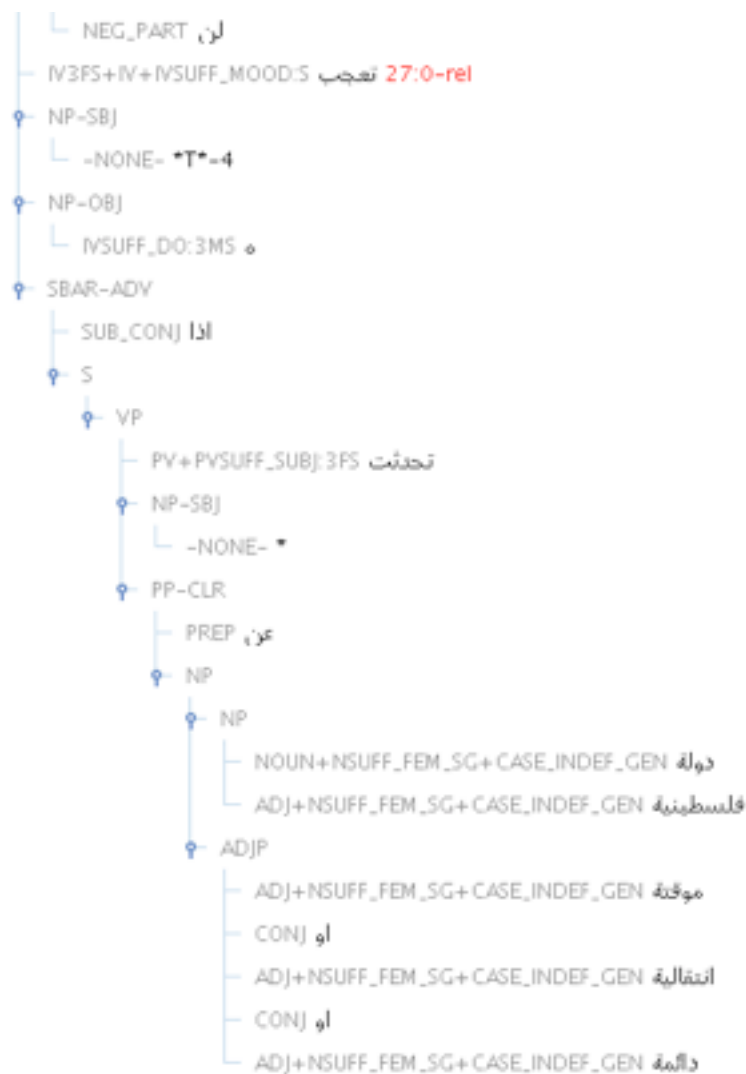 NEG_PART لن
IV3FS+IV+IVSUFF_MOOD:S تعجب 27:0-rel
NP-SBJ
-NONE- *T*-4
NP-OBJ
IVSUFF_DO:3MS ه
SBAR-ADV
SUB_CONJ اذا
S
VP
PV+PVSUFF_SUBJ:3FS تحدثت
NP-SBJ
-NONE- *
PP-CLR
PREP عن
NP
NP
NOUN+NSUFF_FEM_SG+CASE_INDEF_GEN دولة
ADJ+NSUFF_FEM_SG+CASE_INDEF_GEN فلسطينية
ADJP
ADJ+NSUFF_FEM_SG+CASE_INDEF_GEN موقتة
CONJ او
ADJ+NSUFF_FEM_SG+CASE_INDEF_GEN انتقالية
CONJ او
ADJ+NSUFF_FEM_SG+CASE_INDEF_GEN دائمة